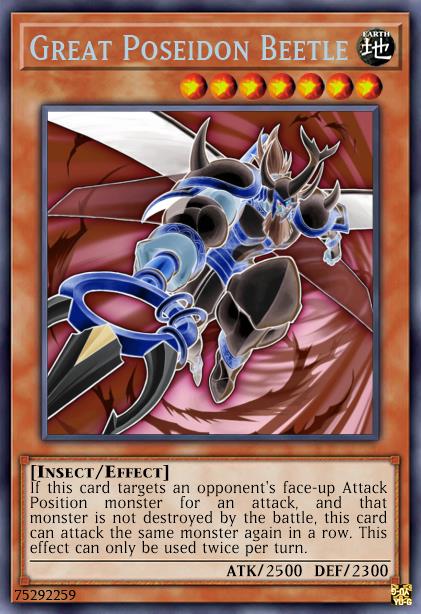 GREAT POSEIDON BEETLE
EARTH
地
[INSECT/EFFECT]
If this card targets an opponent's face-up Attack
Position monster for an attack, and that
monster is not destroyed by the battle, this card
can attack the same monster again in a row. This
effect can only be used twice per turn.
ATK/2500 DEF/2300
75292259